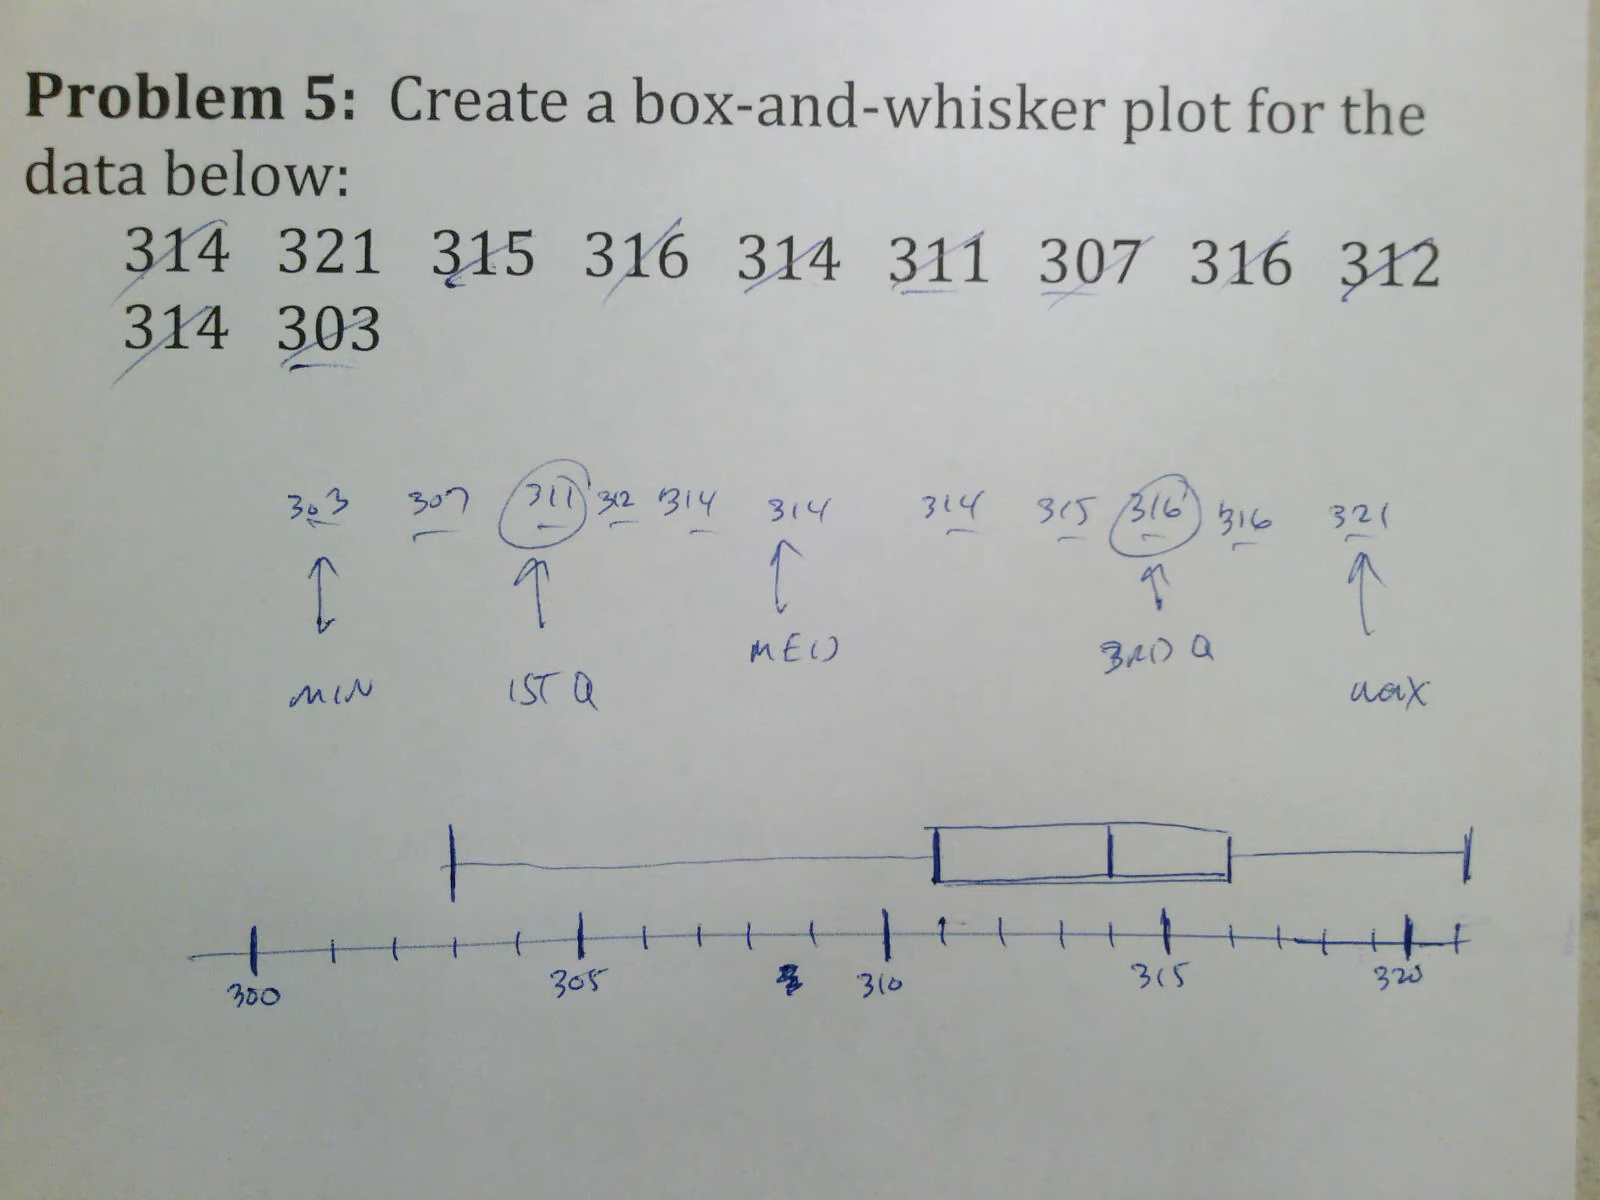 Problem 5: Create a box-and-whisker plot for the
data below:
314 321 315 316 314 311 307 316 312
314 303
303 307 311 312 314 314 314 315 316 316 321
MIN 1ST Q MED 3RD Q MAX
300 305 310 315 320